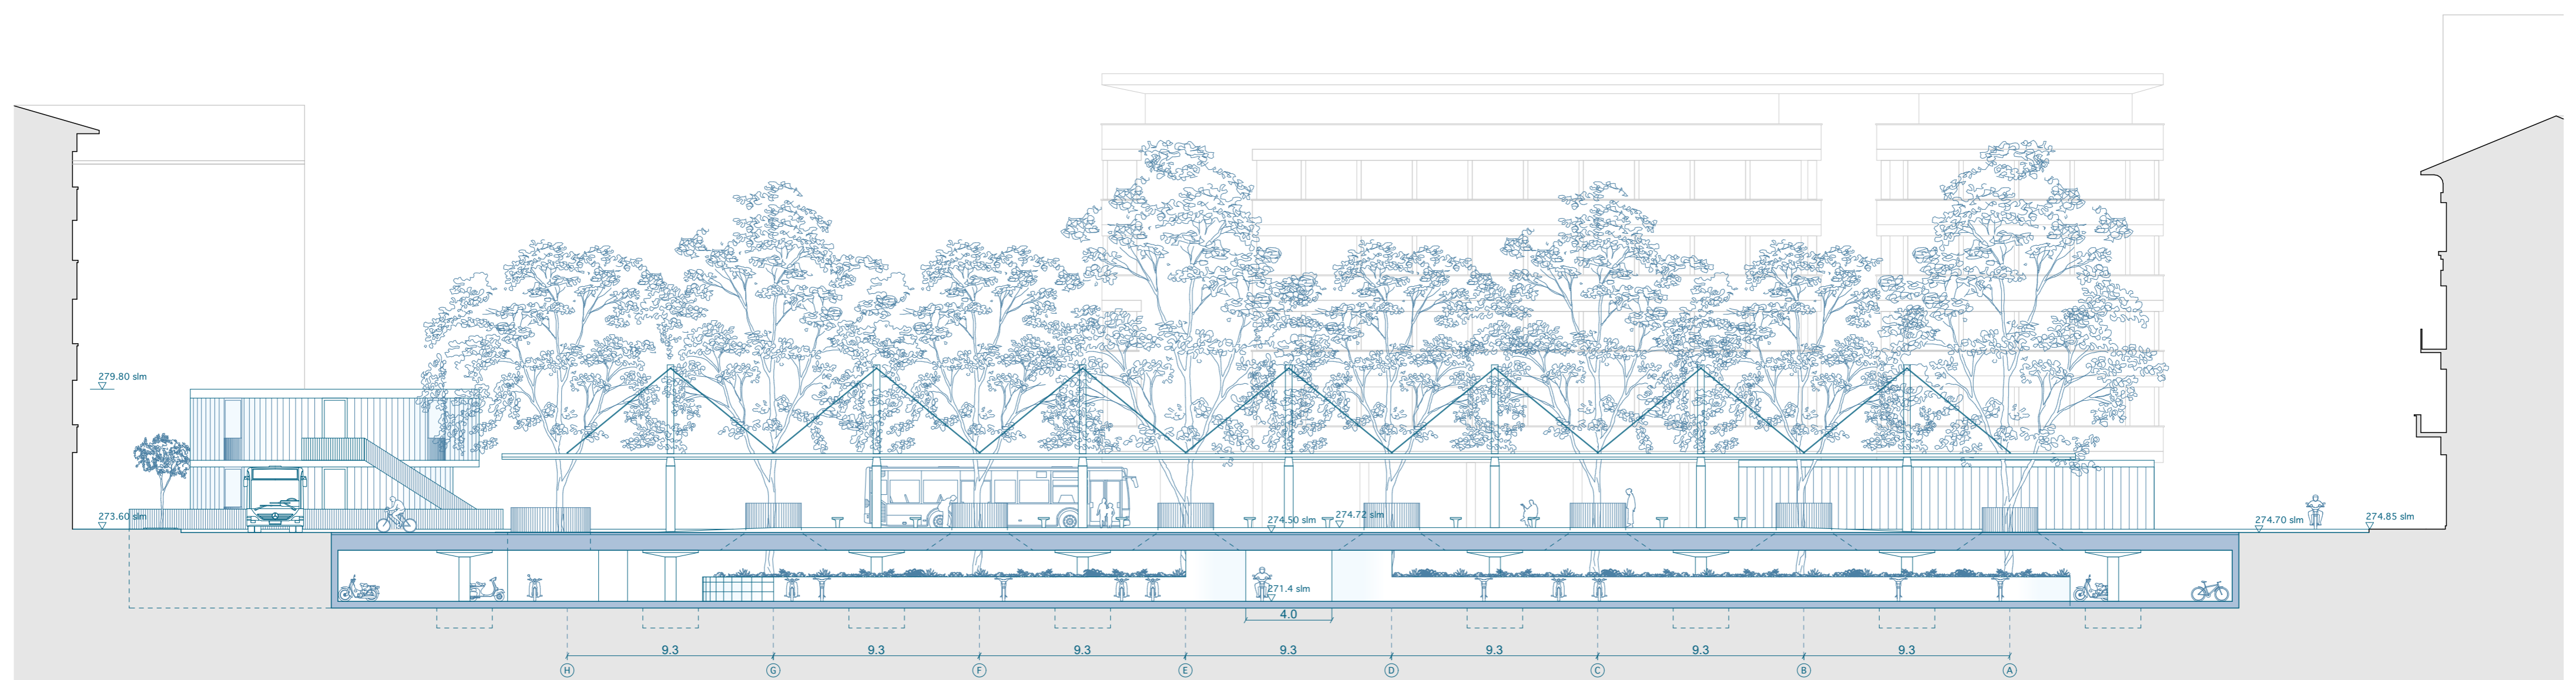 279.80 slm
273.60 slm
274.50 slm
274.72 slm
274.70 slm
274.85 slm
271.4 slm
4.0
9.3 9.3 9.3 9.3 9.3 9.3 9.3
H G F E D C B A